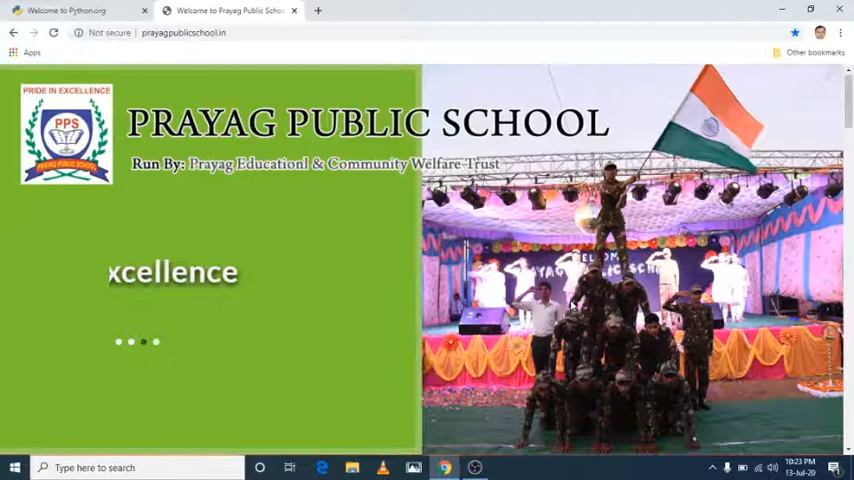 Welcome to Python.org
Welcome to Prayag Public Scho
Not secure
prayagpublicschool.in
Apps
Other bookmarks
PRIDE IN EXCELLENCE
PPS
PRAYAG PUBLIC SCHOOL
PRAYAG PUBLIC SCHOOL
Run By: Prayag Educationl & Community Welfare Trust
WELCOM
xcellence
Type here to search
10:23 PM
13-Jul-20